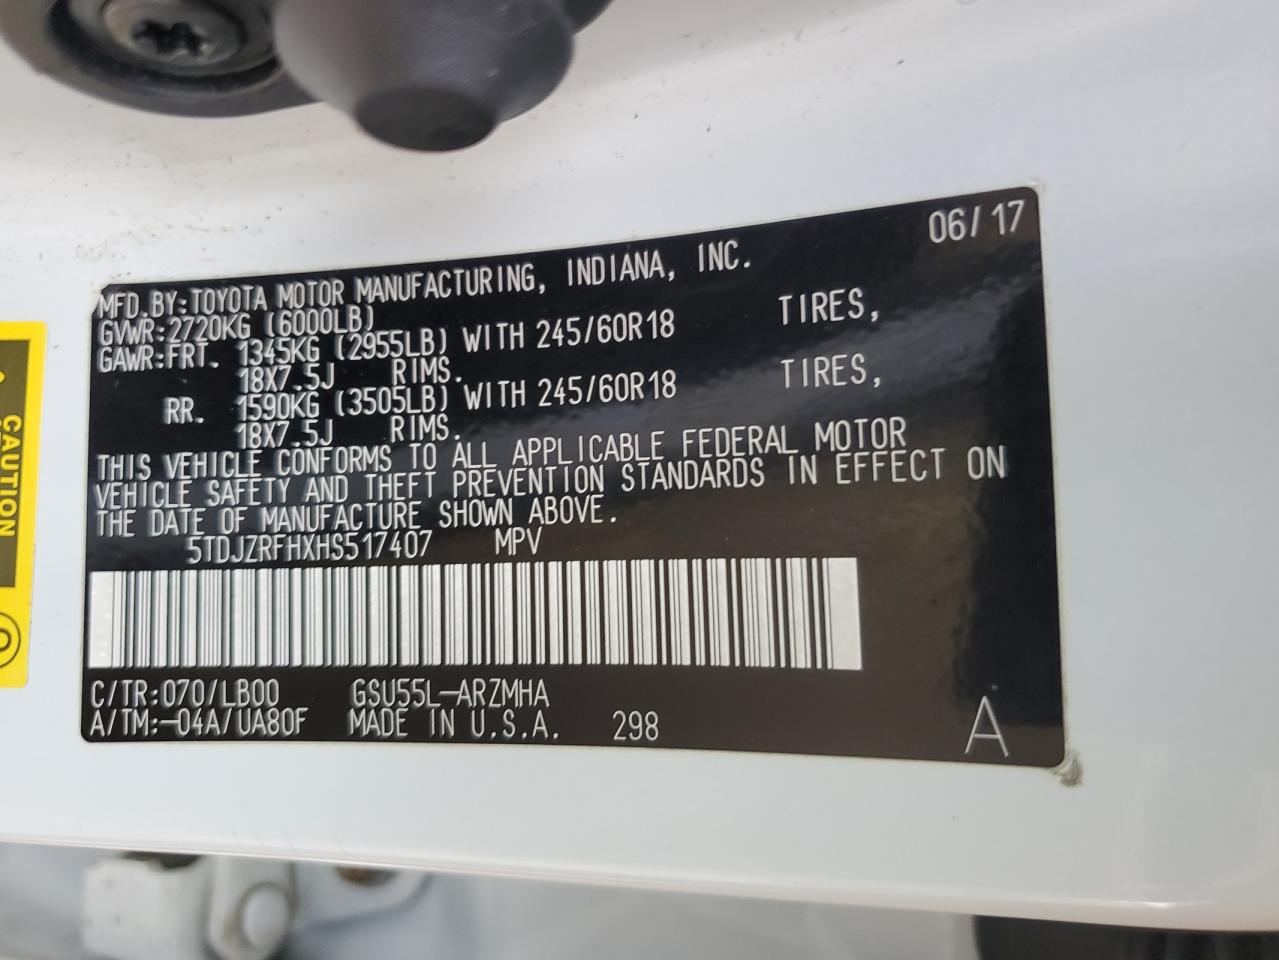 06/17
MFD.BY:TOYOTA MOTOR MANUFACTURING, INDIANA, INC.
GVWR:2720KG (6000LB)
GAWR:FRT. 1345KG (2955LB) WITH 245/60R18 TIRES,
18X7.5J RIMS.
RR. 1590KG (3505LB) WITH 245/60R18 TIRES,
18X7.5J RIMS.
THIS VEHICLE CONFORMS TO ALL APPLICABLE FEDERAL MOTOR
VEHICLE SAFETY AND THEFT PREVENTION STANDARDS IN EFFECT ON
THE DATE OF MANUFACTURE SHOWN ABOVE.
5TDJZRFHXHS517407 MPV
C/TR:070/LB00 GSU55L-ARZMHA
A/TM:-04A/UA80F MADE IN U.S.A. 298
A
CAUTION